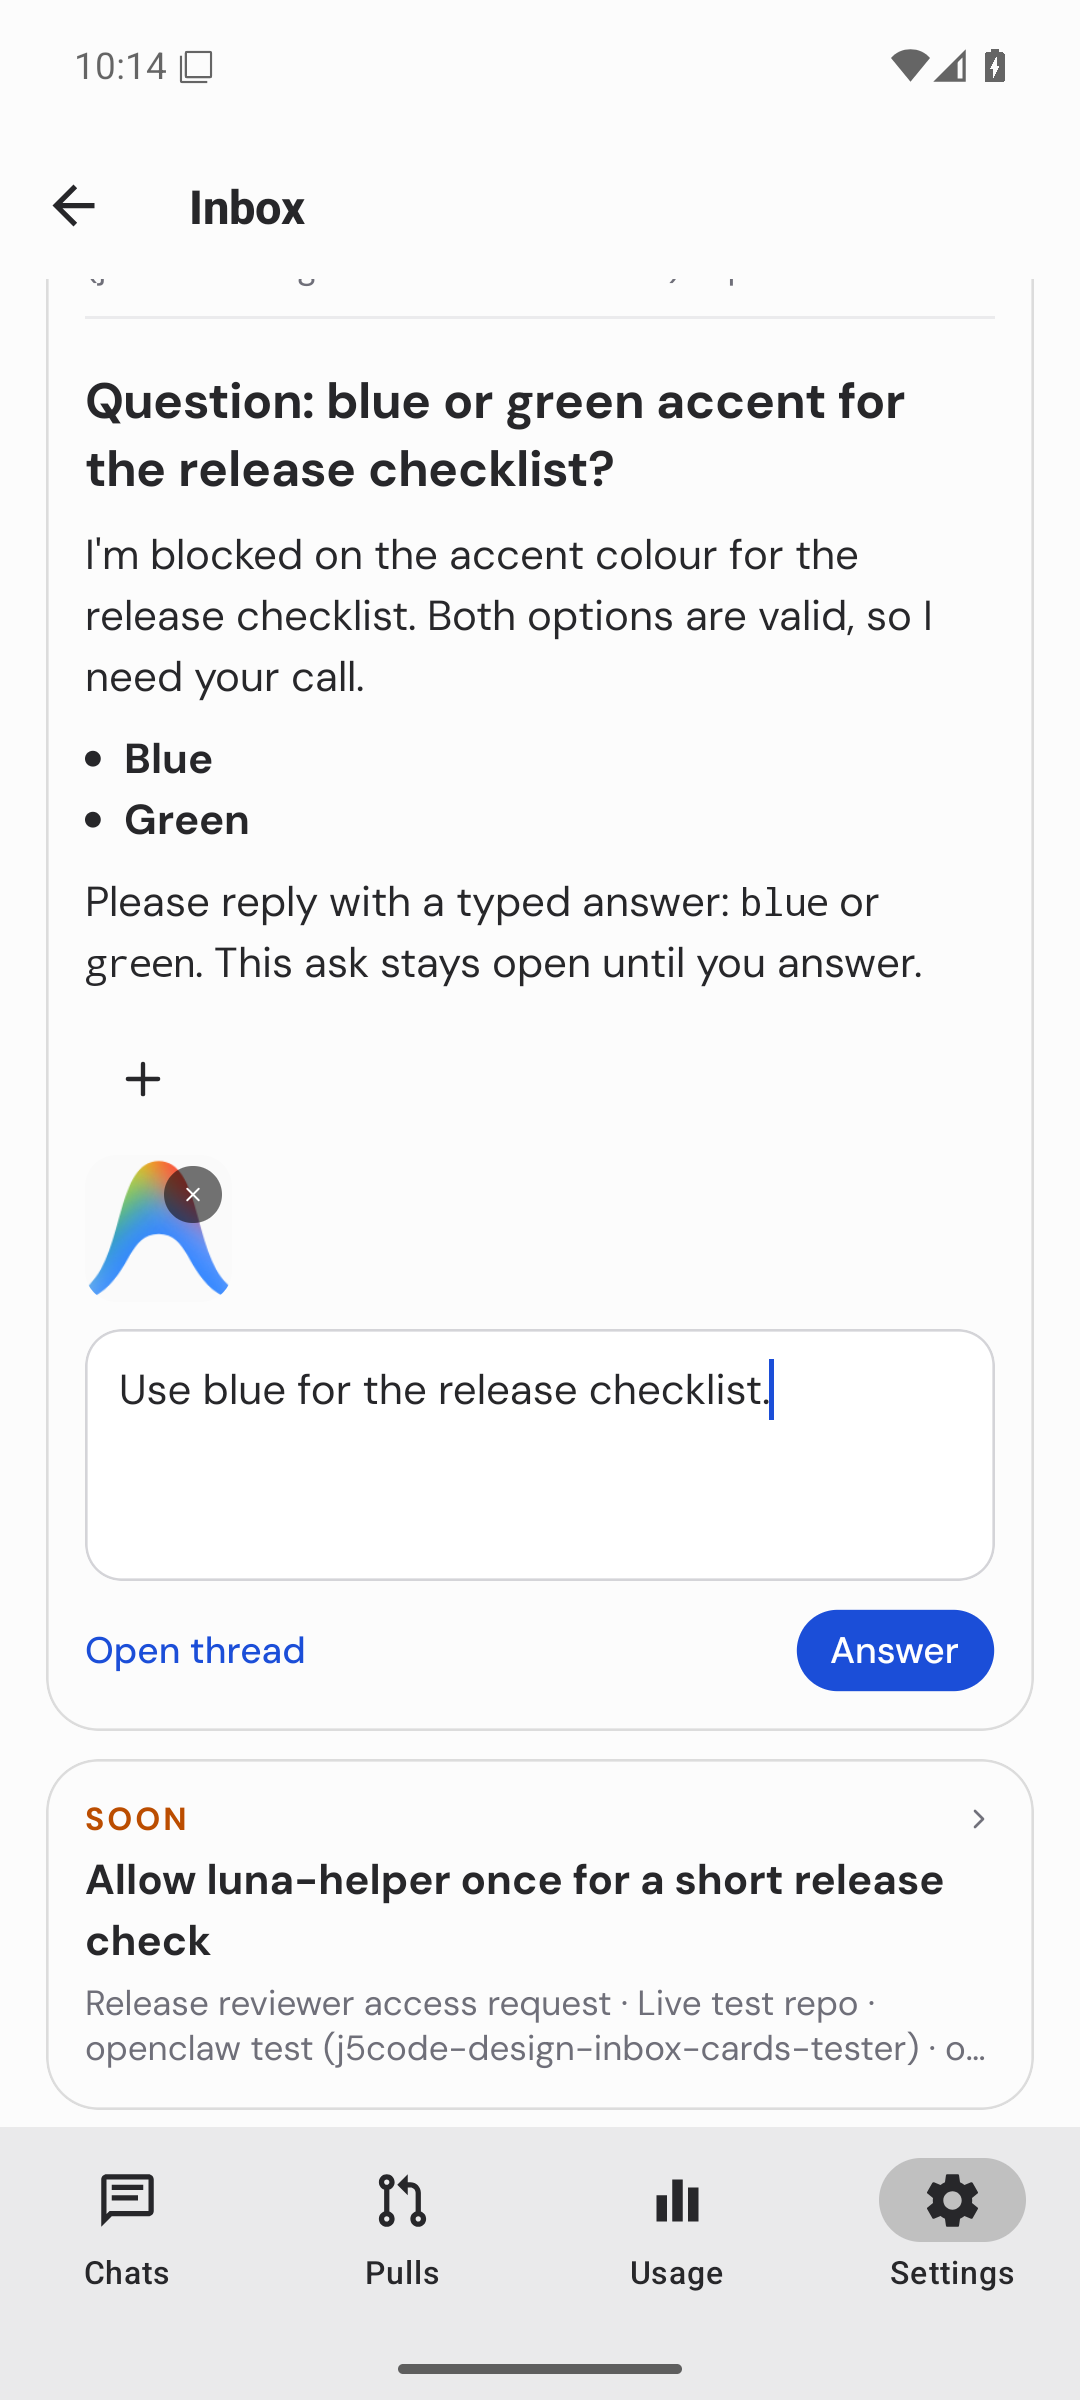 10:14
Inbox
Question: blue or green accent for
the release checklist?
I'm blocked on the accent colour for the
release checklist. Both options are valid, so I
need your call.
• Blue
• Green
Please reply with a typed answer: blue or
green. This ask stays open until you answer.
Use blue for the release checklist.
Open thread
Answer
SOON
Allow luna-helper once for a short release
check
Release reviewer access request · Live test repo ·
openclaw test (j5code-design-inbox-cards-tester) · o...
Chats
Pulls
Usage
Settings